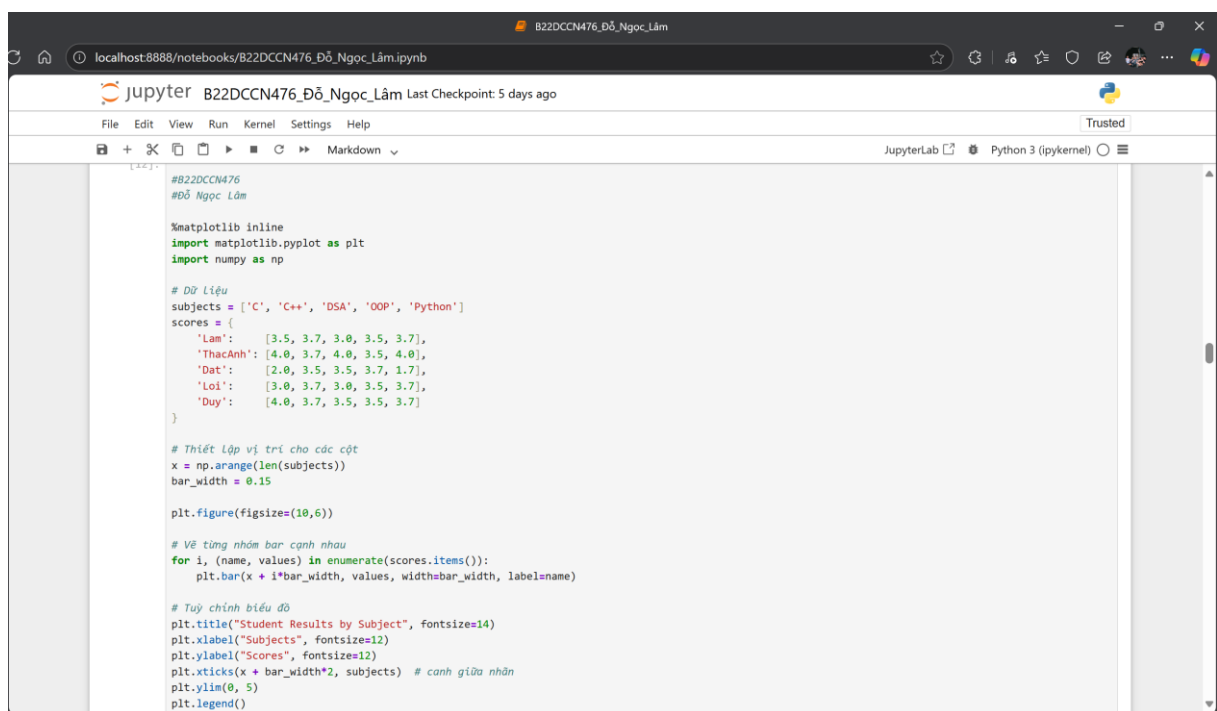 B22DCCN476_Đỗ_Ngọc_Lâm
localhost:8888/notebooks/B22DCCN476_Đỗ_Ngọc_Lâm.ipynb
jupyter B22DCCN476_Đỗ_Ngọc_Lâm Last Checkpoint: 5 days ago
File Edit View Run Kernel Settings Help Trusted
Markdown JupyterLab Python 3 (ipykernel)
[12]:
#B22DCCN476
#Đỗ Ngọc Lâm
%matplotlib inline
import matplotlib.pyplot as plt
import numpy as np
# Dữ liệu
subjects = ['C', 'C++', 'DSA', 'OOP', 'Python']
scores = {
    'Lam':     [3.5, 3.7, 3.0, 3.5, 3.7],
    'ThacAnh': [4.0, 3.7, 4.0, 3.5, 4.0],
    'Dat':     [2.0, 3.5, 3.5, 3.7, 1.7],
    'Loi':     [3.0, 3.7, 3.0, 3.5, 3.7],
    'Duy':     [4.0, 3.7, 3.5, 3.5, 3.7]
}
# Thiết lập vị trí cho các cột
x = np.arange(len(subjects))
bar_width = 0.15
plt.figure(figsize=(10,6))
# Vẽ từng nhóm bar cạnh nhau
for i, (name, values) in enumerate(scores.items()):
    plt.bar(x + i*bar_width, values, width=bar_width, label=name)
# Tuỳ chỉnh biểu đồ
plt.title("Student Results by Subject", fontsize=14)
plt.xlabel("Subjects", fontsize=12)
plt.ylabel("Scores", fontsize=12)
plt.xticks(x + bar_width*2, subjects)  # canh giữa nhãn
plt.ylim(0, 5)
plt.legend()